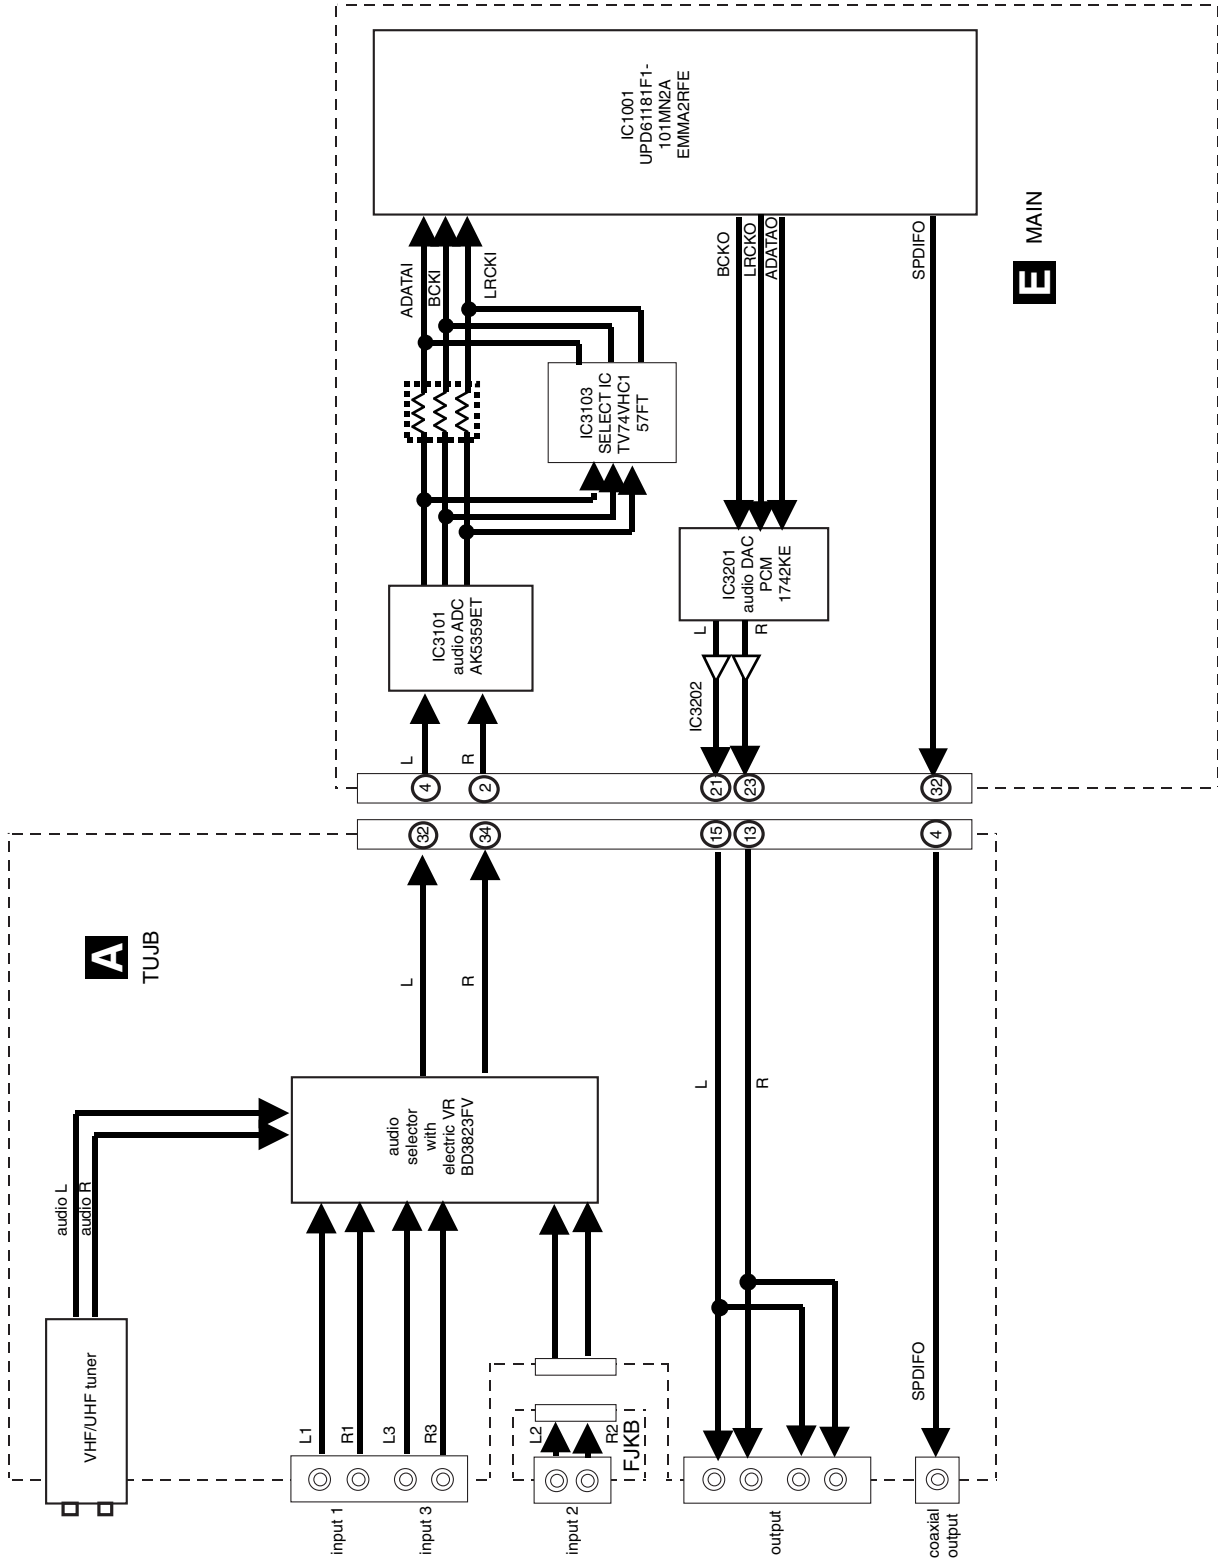 A
TUJB
VHF/UHF tuner
audio L
audio R
input 1
input 3
input 2
output
coaxial
output
L1
R1
L3
R3
L2
R2
FJKB
audio
selector
with
electric VR
BD3823FV
L
R
L
R
SPDIFO
32
34
15
13
4
4
2
21
23
32
L
R
IC3202
L
R
IC3101
audio ADC
AK5359ET
IC3103
SELECT IC
TV74VHC1
57FT
IC3201
audio DAC
PCM
1742KE
ADATAI
BCKI
LRCKI
BCKO
LRCKO
ADATAO
SPDIFO
IC1001
UPD61181F1-
101MN2A
EMMA2RFE
E
MAIN